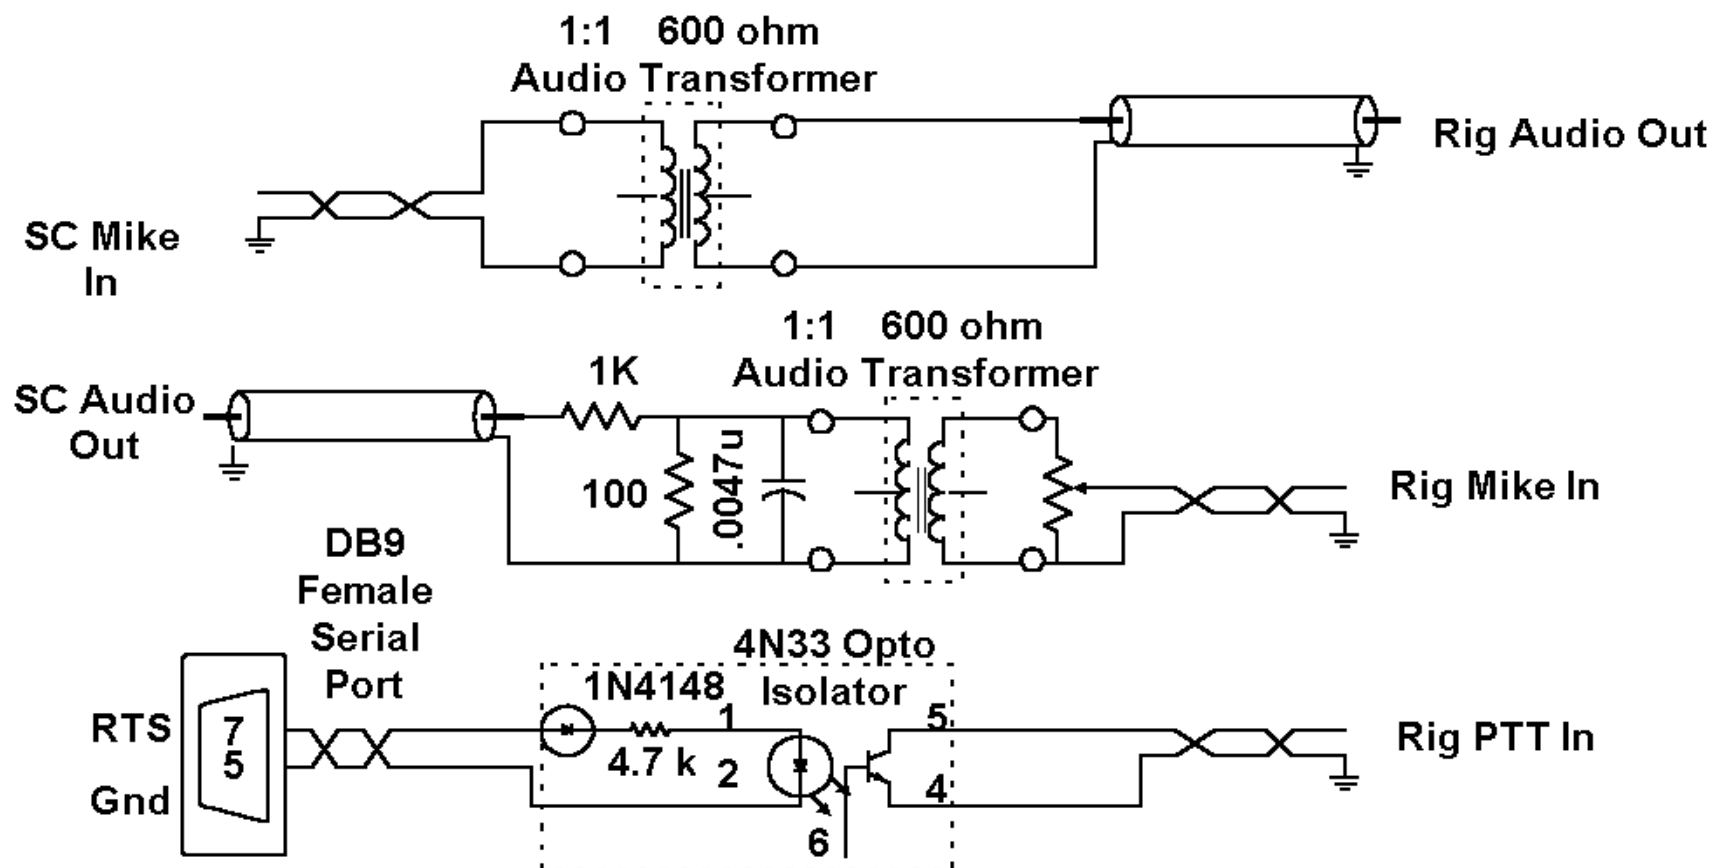 1:1 600 ohm
Audio Transformer
Rig Audio Out
SC Mike
In
1:1 600 ohm
Audio Transformer
1K
SC Audio
Out
100
.0047u
Rig Mike In
DB9
Female
Serial
Port
4N33 Opto
Isolator
1N4148
1
5
RTS
7
5
4.7 k
2
Rig PTT In
Gnd
4
6